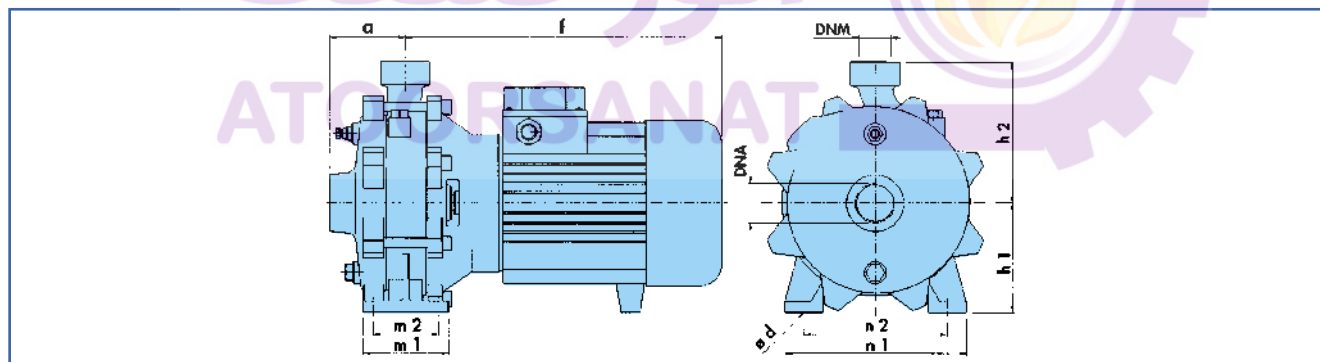 a
f
DNM
ATOORSANAT
h 2
DNA
h 1
m 2
n 2
ø d
m 1
n 1